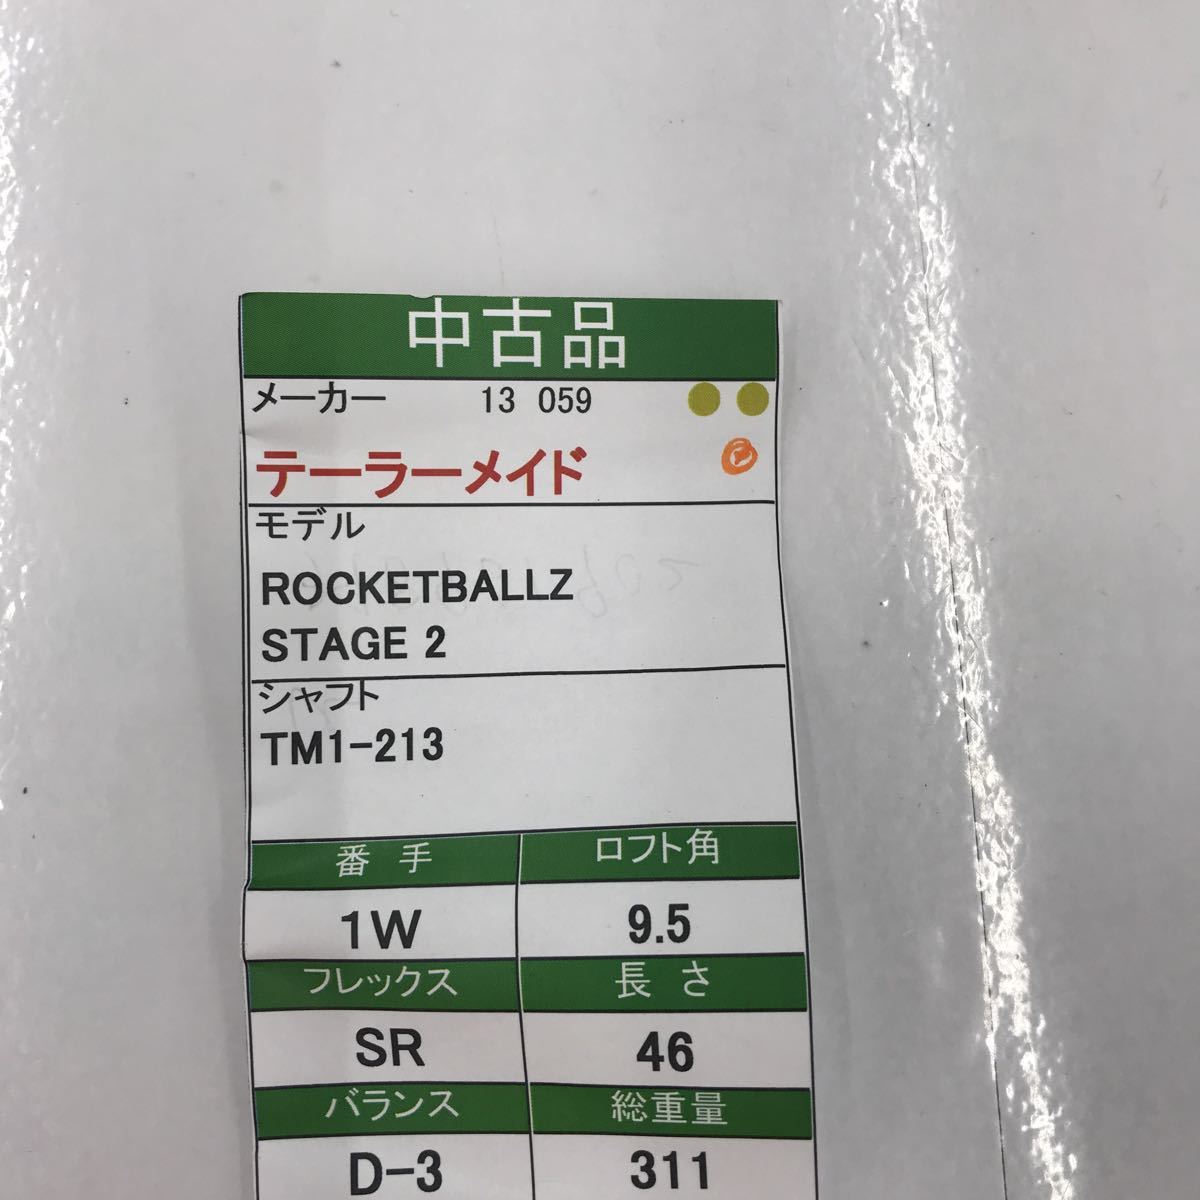 中古品
メーカー 13 059
テーラーメイド
モデル
ROCKETBALLZ
STAGE 2
シャフト
TM1-213
番手 ロフト角
1W 9.5
フレックス 長さ
SR 46
バランス 総重量
D-3 311